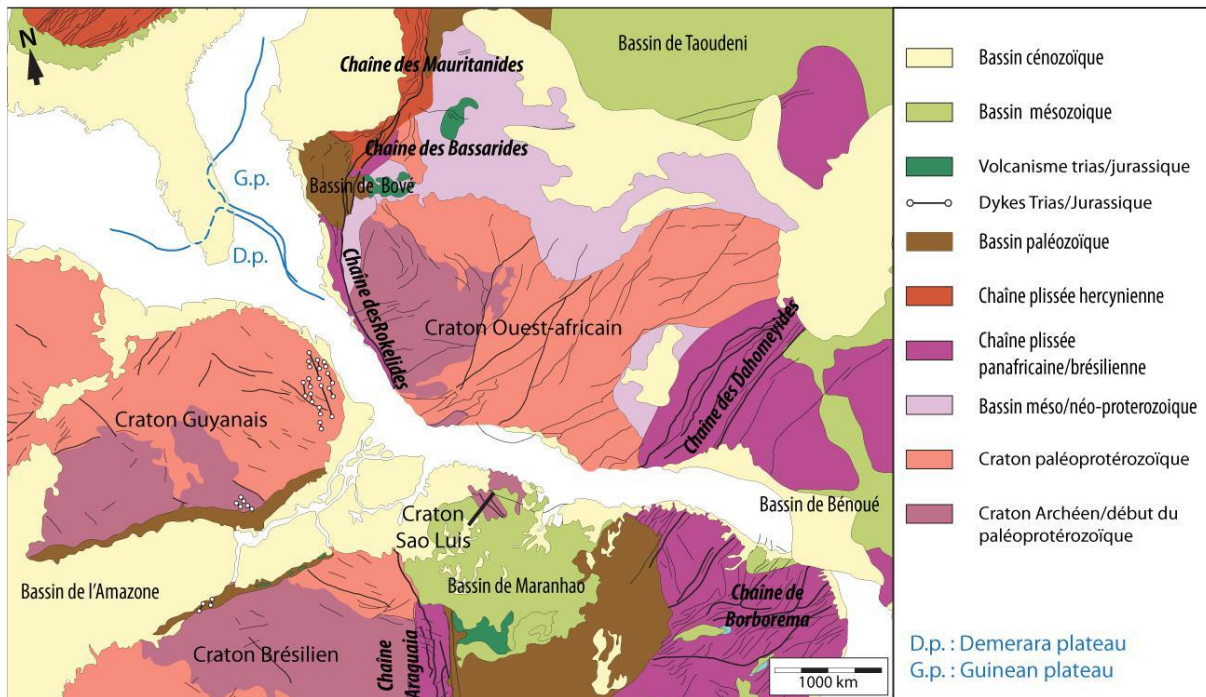 N
Chaîne des Mauritanides
Bassin de Taoudeni
Chaîne des Bassarides
Bassin de Bové
G.p.
D.p.
Chaîne des Rokelides
Craton Ouest-africain
Chaîne des Dahomeyides
Craton Guyanais
Craton
Sao Luis
Bassin de Bénoué
Bassin de l'Amazone
Bassin de Maranhao
Chaîne de
Borborema
Craton Brésilien
Chaîne
Araguaia
1000 km
Bassin cénozoïque
Bassin mésozoique
Volcanisme trias/jurassique
Dykes Trias/Jurassique
Bassin paléozoïque
Chaîne plissée hercynienne
Chaîne plissée
panafricaine/brésilienne
Bassin méso/néo-proterozoique
Craton paléoprotérozoïque
Craton Archéen/début du
paléoprotérozoïque
D.p. : Demerara plateau
G.p. : Guinean plateau